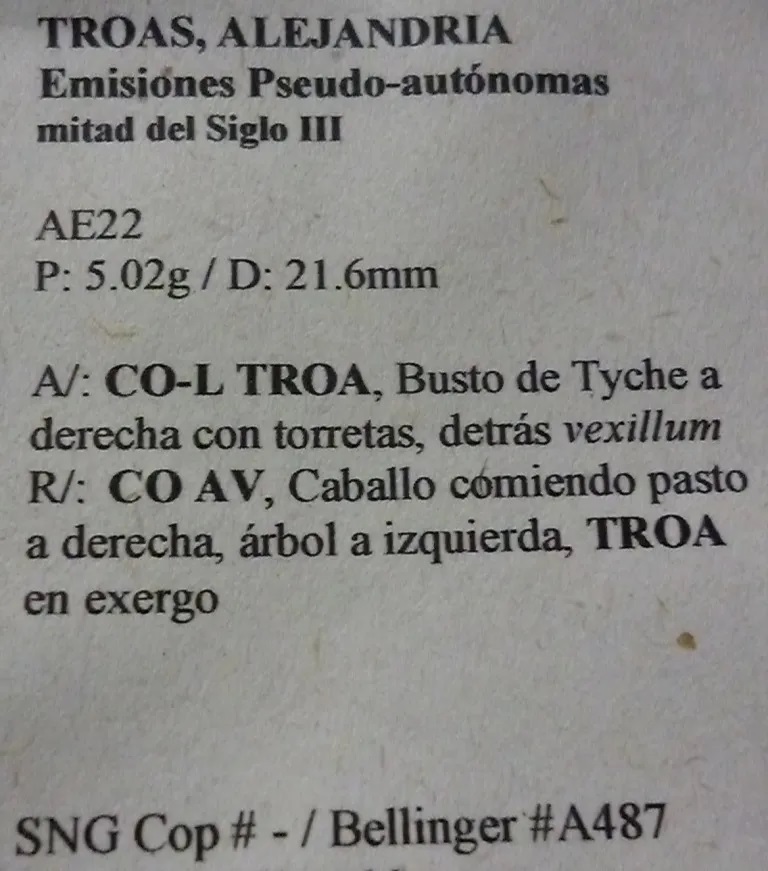 TROAS, ALEJANDRIA
Emisiones Pseudo-autónomas
mitad del Siglo III
AE22
P: 5.02g / D: 21.6mm
A/: CO-L TROA, Busto de Tyche a
derecha con torretas, detrás vexillum
R/: CO AV, Caballo comiendo pasto
a derecha, árbol a izquierda, TROA
en exergo
SNG Cop # - / Bellinger #A487